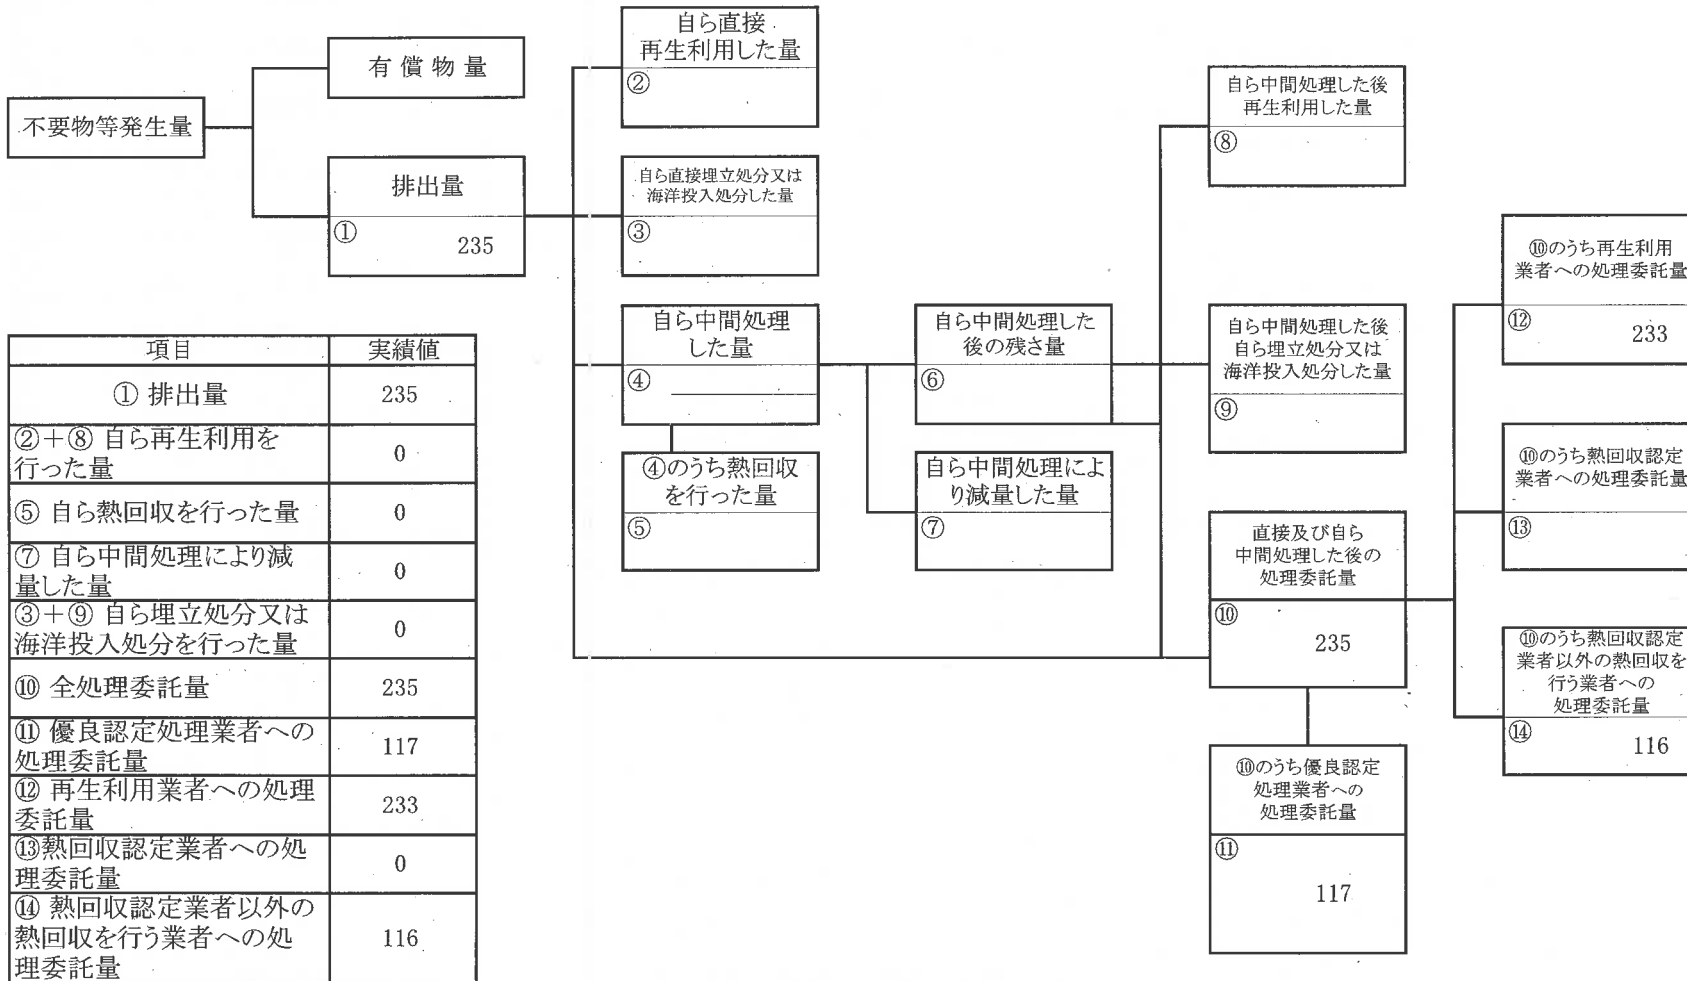 不要物等発生量
有償物量
排出量
①
235
自ら直接
再生利用した量
②
自ら直接埋立処分又は
海洋投入処分した量
③
自ら中間処理
した量
④
④のうち熱回収
を行った量
⑤
自ら中間処理した
後の残さ量
⑥
自ら中間処理によ
り減量した量
⑦
自ら中間処理した後
再生利用した量
⑧
自ら中間処理した後
自ら埋立処分又は
海洋投入処分した量
⑨
直接及び自ら
中間処理した後の
処理委託量
⑩
235
⑩のうち優良認定
処理業者への
処理委託量
⑪
117
⑩のうち再生利用
業者への処理委託量
⑫
233
⑩のうち熱回収認定
業者への処理委託量
⑬
⑩のうち熱回収認定
業者以外の熱回収を
行う業者への
処理委託量
⑭
116
項目 実績値
① 排出量 235
②+⑧ 自ら再生利用を
行った量 0
⑤ 自ら熱回収を行った量 0
⑦ 自ら中間処理により減
量した量 0
③+⑨ 自ら埋立処分又は
海洋投入処分を行った量 0
⑩ 全処理委託量 235
⑪ 優良認定処理業者への
処理委託量 117
⑫ 再生利用業者への処理
委託量 233
⑬熱回収認定業者への処
理委託量 0
⑭ 熱回収認定業者以外の
熱回収を行う業者への処
理委託量 116